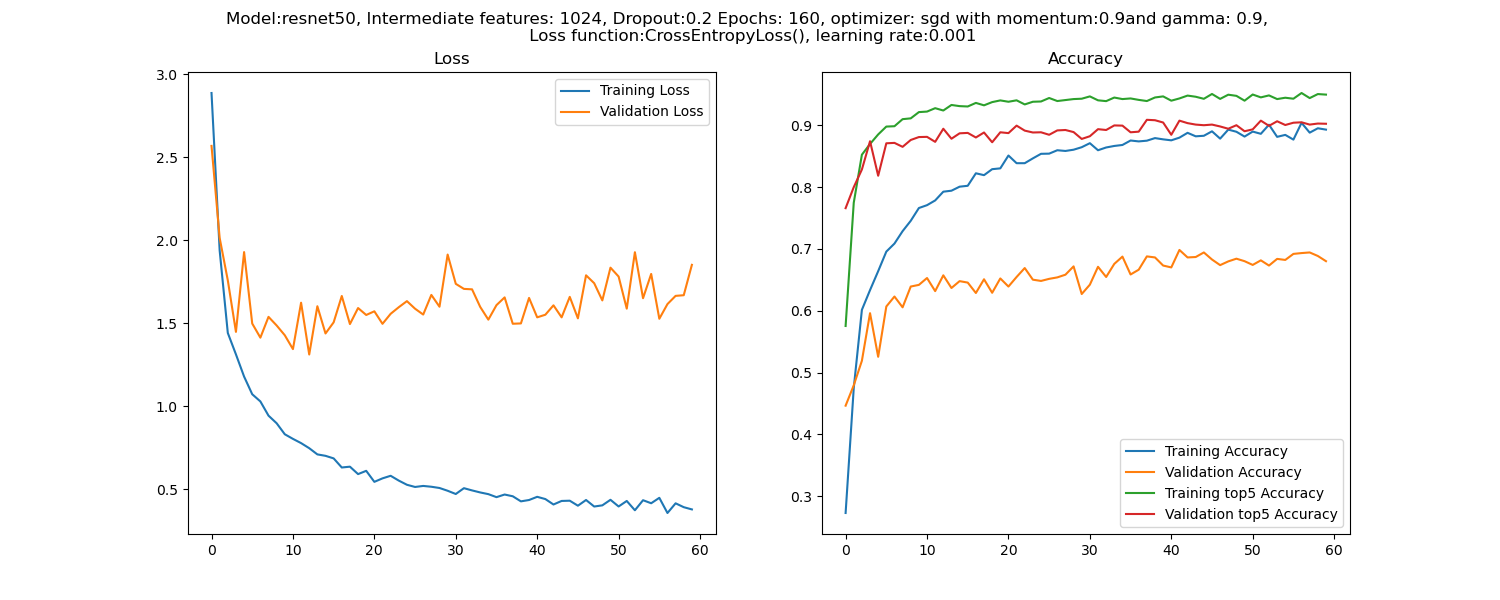 Model:resnet50, Intermediate features: 1024, Dropout:0.2 Epochs: 160, optimizer: sgd with momentum:0.9and gamma: 0.9,
Loss function:CrossEntropyLoss(), learning rate:0.001
Loss
3.0
2.5
2.0
1.5
1.0
0.5
0 10 20 30 40 50 60
Training Loss
Validation Loss
Accuracy
0.9
0.8
0.7
0.6
0.5
0.4
0.3
0 10 20 30 40 50 60
Training Accuracy
Validation Accuracy
Training top5 Accuracy
Validation top5 Accuracy